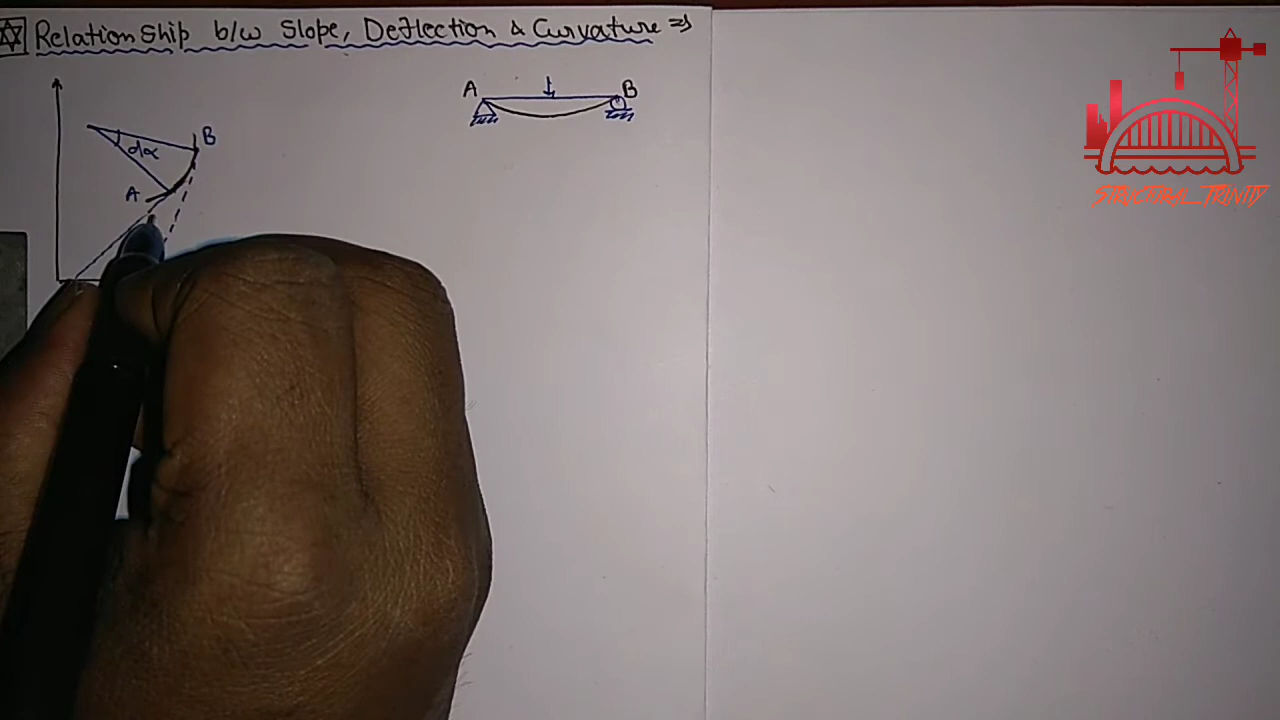 Relationship b/w Slope, Deflection & Curvature ⇒
A B
B
dα
A
STRUCTURAL_TRINITY